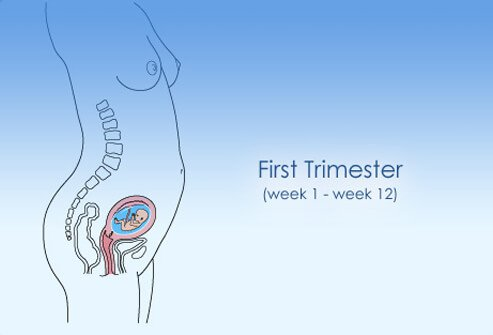 First Trimester
(week 1 - week 12)